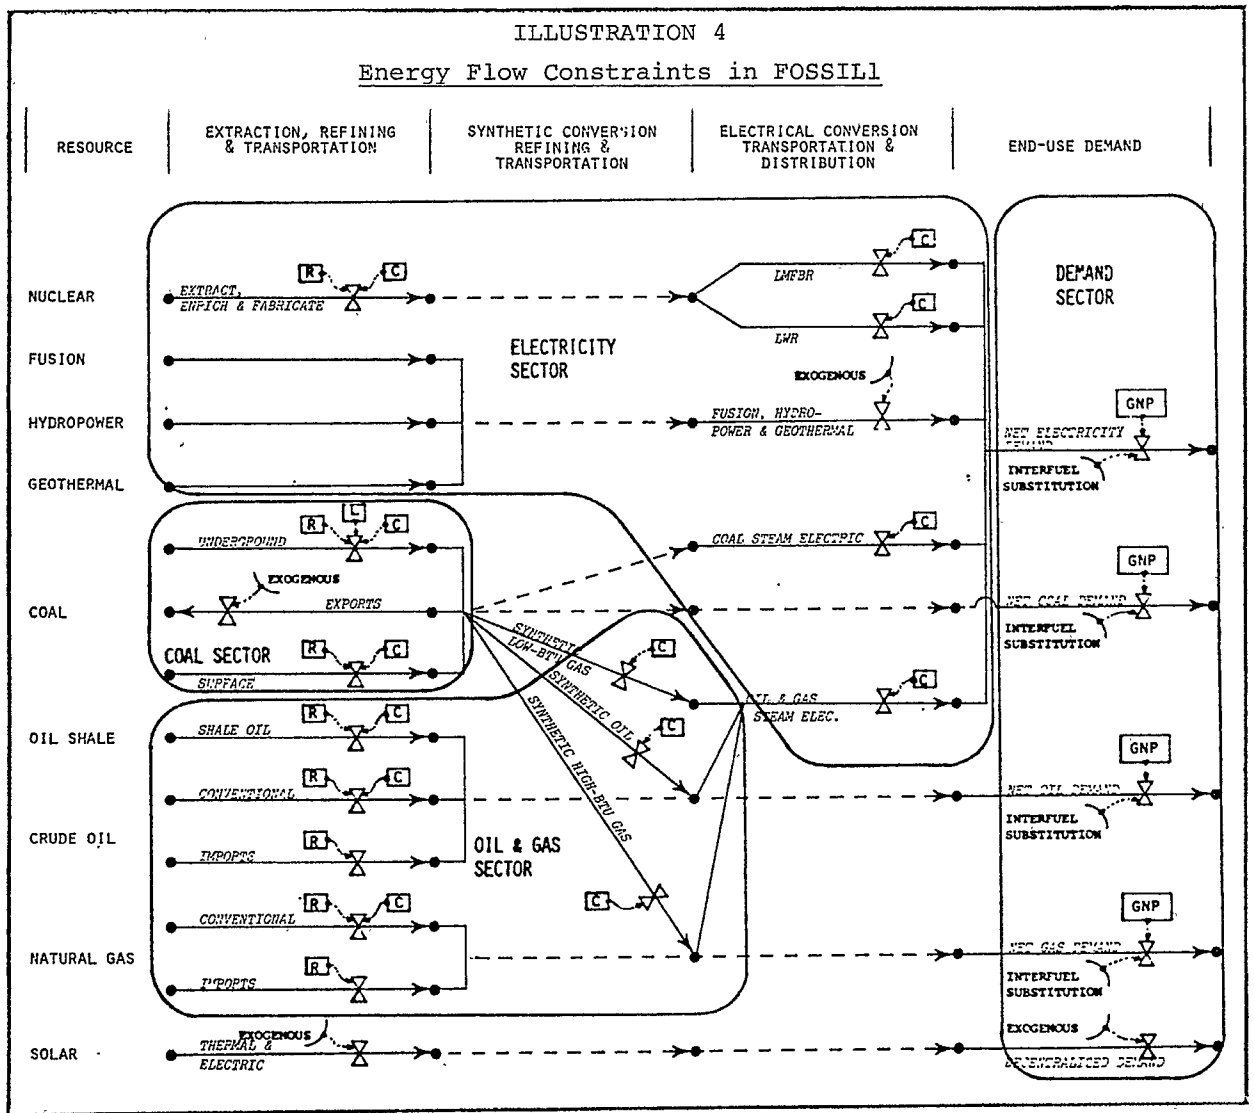 ILLUSTRATION 4
Energy Flow Constraints in FOSSIL1
RESOURCE
EXTRACTION, REFINING
& TRANSPORTATION
SYNTHETIC CONVERSION
REFINING &
TRANSPORTATION
ELECTRICAL CONVERSION
TRANSPORTATION &
DISTRIBUTION
END-USE DEMAND
NUCLEAR
EXTRACT,
ENRICH & FABRICATE
R
C
LMFBR
C
LWR
C
DEMAND
SECTOR
FUSION
ELECTRICITY
SECTOR
EXOGENOUS
HYDROPOWER
FUSION, HYDRO-
POWER & GEOTHERMAL
GNP
NET ELECTRICITY
DEMAND
INTERFUEL
SUBSTITUTION
GEOTHERMAL
UNDERGROUND
R
L
C
COAL STEAM ELECTRIC
C
COAL
EXOGENOUS
EXPORTS
GNP
NET COAL DEMAND
INTERFUEL
SUBSTITUTION
COAL SECTOR
R
C
SURFACE
SYNTHETIC
LOW-BTU GAS
C
SYNTHETIC OIL
C
SYNTHETIC HIGH-BTU GAS
C
OIL & GAS
STEAM ELEC.
C
OIL SHALE
SHALE OIL
R
C
CRUDE OIL
CONVENTIONAL
R
C
IMPORTS
R
OIL & GAS
SECTOR
GNP
NET OIL DEMAND
INTERFUEL
SUBSTITUTION
NATURAL GAS
CONVENTIONAL
R
C
IMPORTS
R
GNP
NET GAS DEMAND
INTERFUEL
SUBSTITUTION
SOLAR
EXOGENOUS
THERMAL &
ELECTRIC
EXOGENOUS
DECENTRALIZED DEMAND